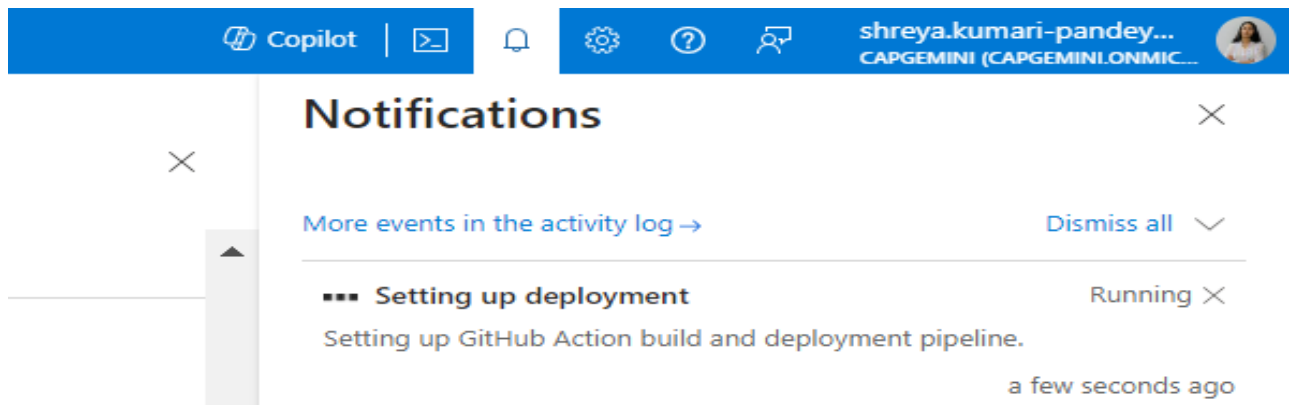 Copilot
shreya.kumari-pandey...
CAPGEMINI (CAPGEMINI.ONMIC...
Notifications
More events in the activity log →
Dismiss all
Setting up deployment
Running
Setting up GitHub Action build and deployment pipeline.
a few seconds ago